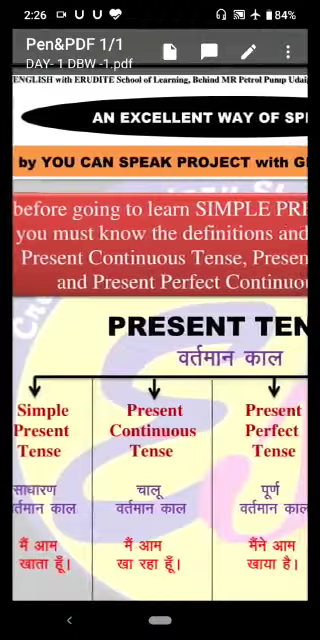 2:26
84%
Pen&PDF 1/1
DAY- 1 DBW -1.pdf
ENGLISH with ERUDITE School of Learning, Behind MR Petrol Pump Udai
AN EXCELLENT WAY OF SP
by YOU CAN SPEAK PROJECT with G
before going to learn SIMPLE PR
you must know the definitions and
Present Continuous Tense, Presen
and Present Perfect Continuo
PRESENT TEN
वर्तमान काल
Simple Present Present
Present Continuous Perfect
Tense Tense Tense
साधारण चालू पूर्ण
र्तमान काल वर्तमान काल वर्तमान काल
मैं आम मैं आम मैंने आम
खाता हूँ। खा रहा हूँ। खाया है।